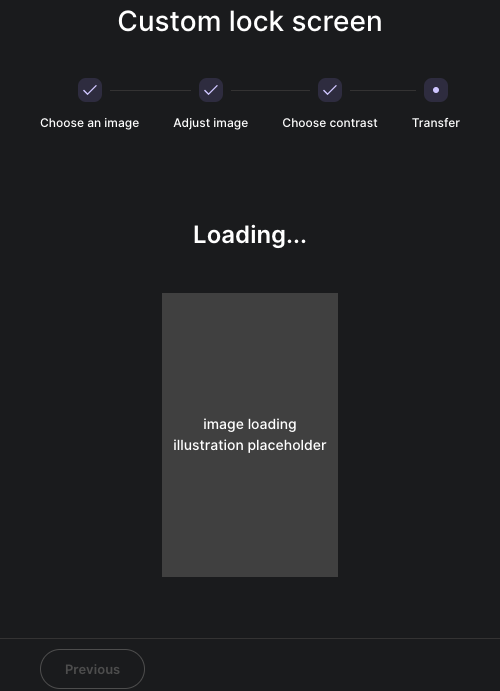 Custom lock screen
Choose an image
Adjust image
Choose contrast
Transfer
Loading...
image loading
illustration placeholder
Previous